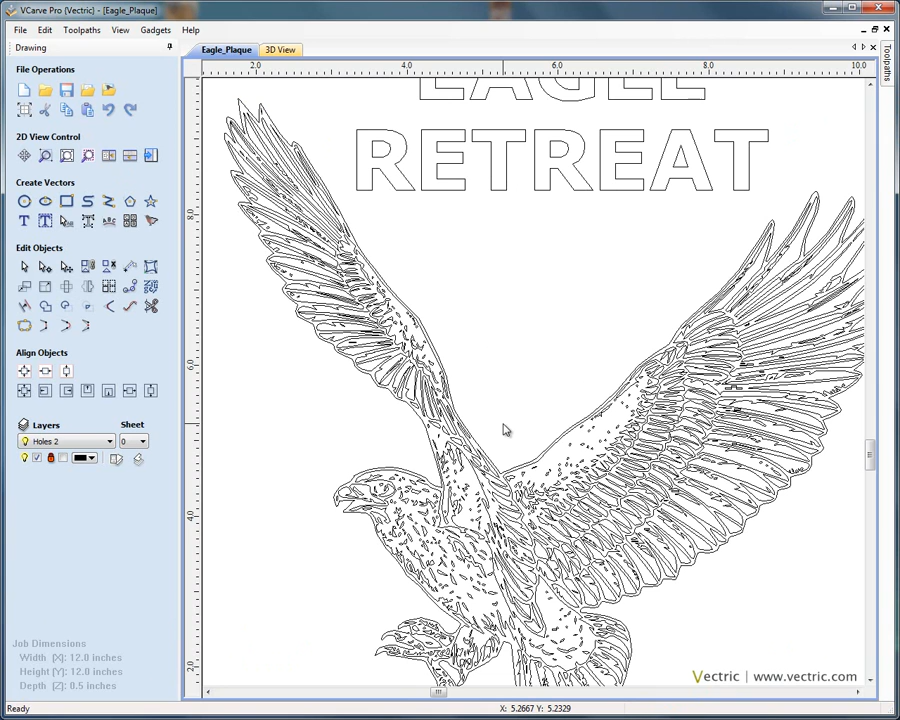 VCarve Pro (Vectric) - [Eagle_Plaque]
File Edit Toolpaths View Gadgets Help
Drawing
Eagle_Plaque 3D View
Toolpaths
2.0 4.0 6.0 8.0 10.0
8.0
6.0
4.0
2.0
File Operations
2D View Control
Create Vectors
Edit Objects
Align Objects
Layers Sheet
Holes 2 0
EAGLE
RETREAT
Job Dimensions
Width [X]: 12.0 inches
Height [Y]: 12.0 inches
Depth [Z]: 0.5 inches
Vectric | www.vectric.com
Ready X: 5.2667 Y: 5.2329